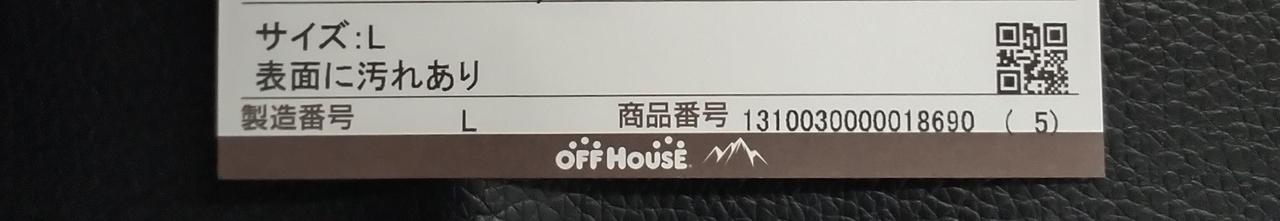 サイズ:L
表面に汚れあり
製造番号 L 商品番号 1310030000018690 ( 5)
OFF HOUSE